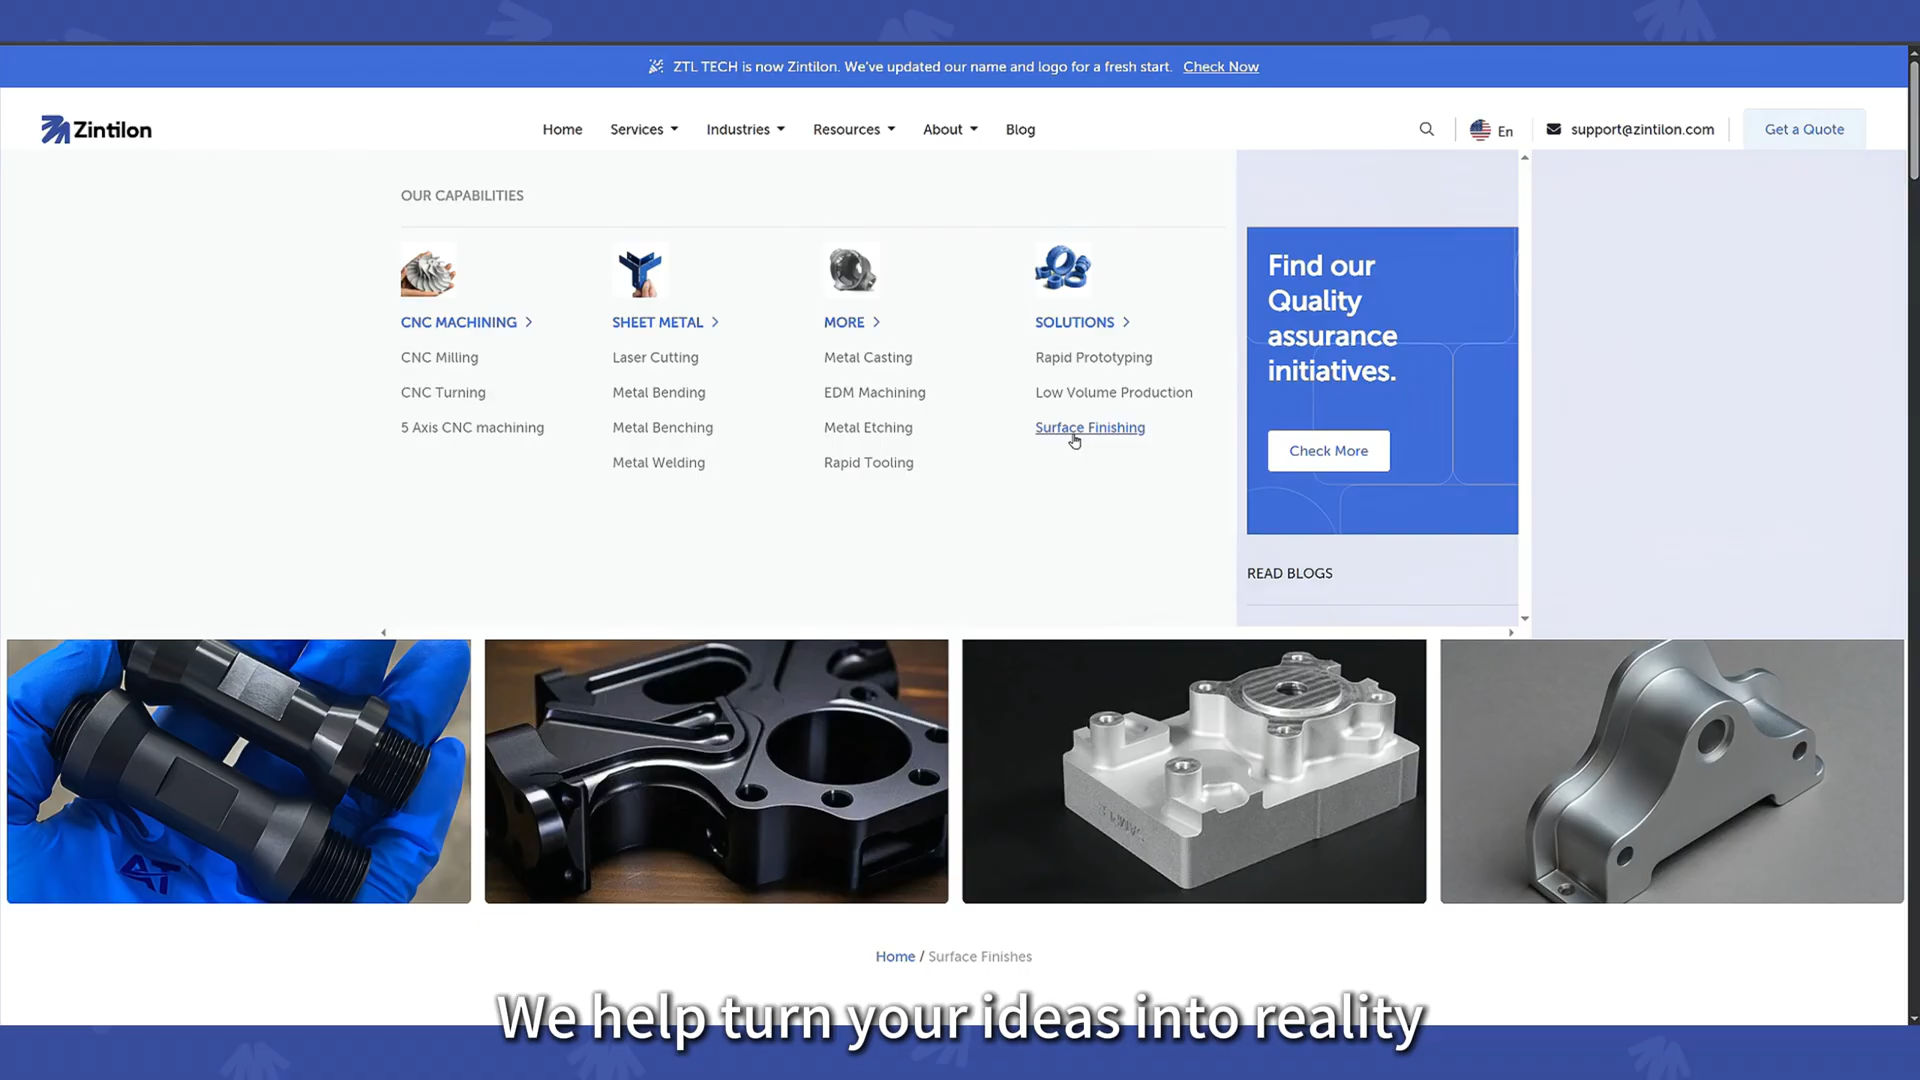 ZTL TECH is now Zintilon. We've updated our name and logo for a fresh start. Check Now
Zintilon
Home Services Industries Resources About Blog
En
support@zintilon.com
Get a Quote
OUR CAPABILITIES
CNC MACHINING
CNC Milling
CNC Turning
5 Axis CNC machining
SHEET METAL
Laser Cutting
Metal Bending
Metal Benching
Metal Welding
MORE
Metal Casting
EDM Machining
Metal Etching
Rapid Tooling
SOLUTIONS
Rapid Prototyping
Low Volume Production
Surface Finishing
Find our
Quality
assurance
initiatives.
Check More
READ BLOGS
Home / Surface Finishes
We help turn your ideas into reality